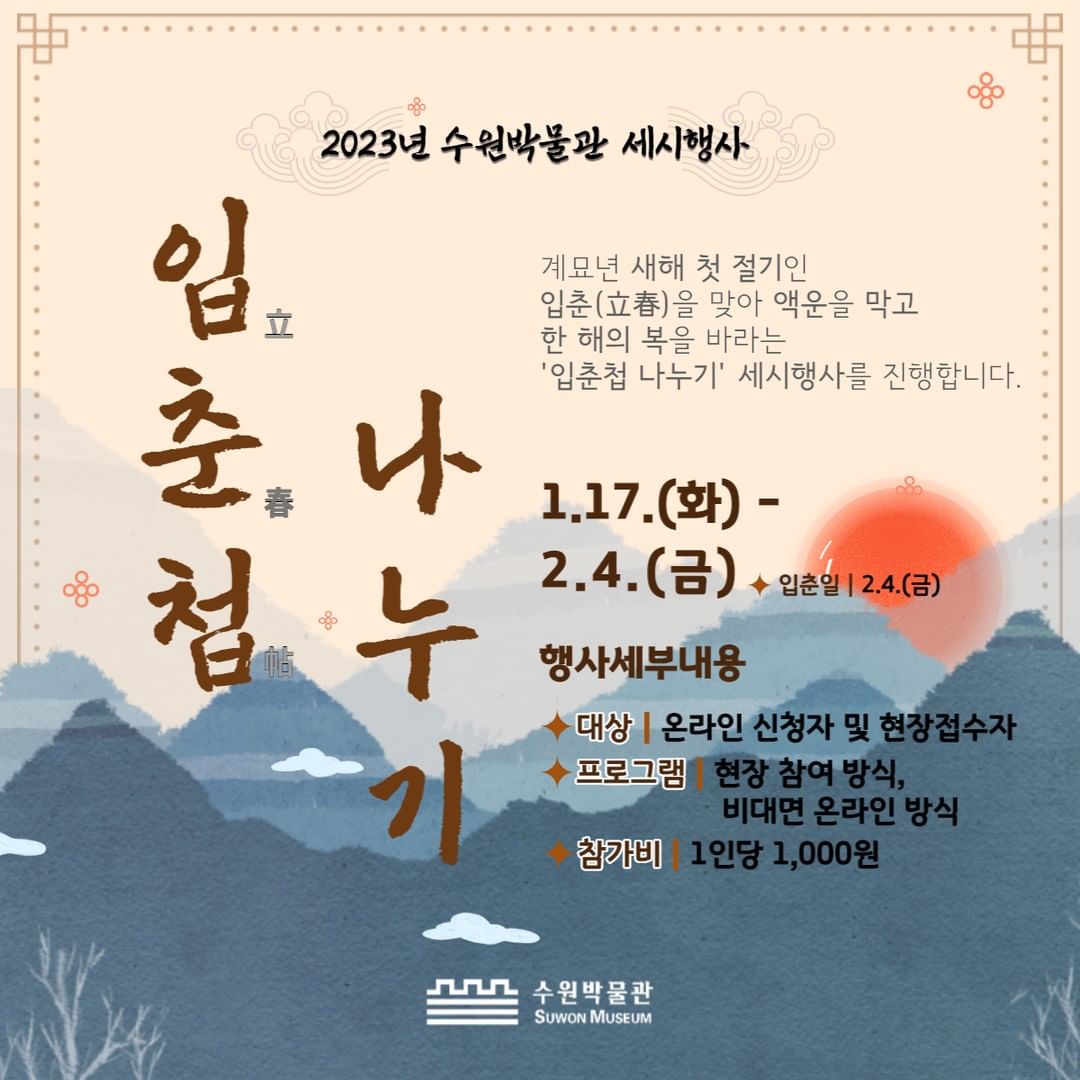 2023년 수원박물관 세시행사
입춘첩
立春帖
나누기
계묘년 새해 첫 절기인
입춘(立春)을 맞아 액운을 막고
한 해의 복을 바라는
'입춘첩 나누기' 세시행사를 진행합니다.
1.17.(화) -
2.4.(금)
입춘일 | 2.4.(금)
행사세부내용
대상 | 온라인 신청자 및 현장접수자
프로그램 | 현장 참여 방식,
비대면 온라인 방식
참가비 | 1인당 1,000원
수원박물관
SUWON MUSEUM